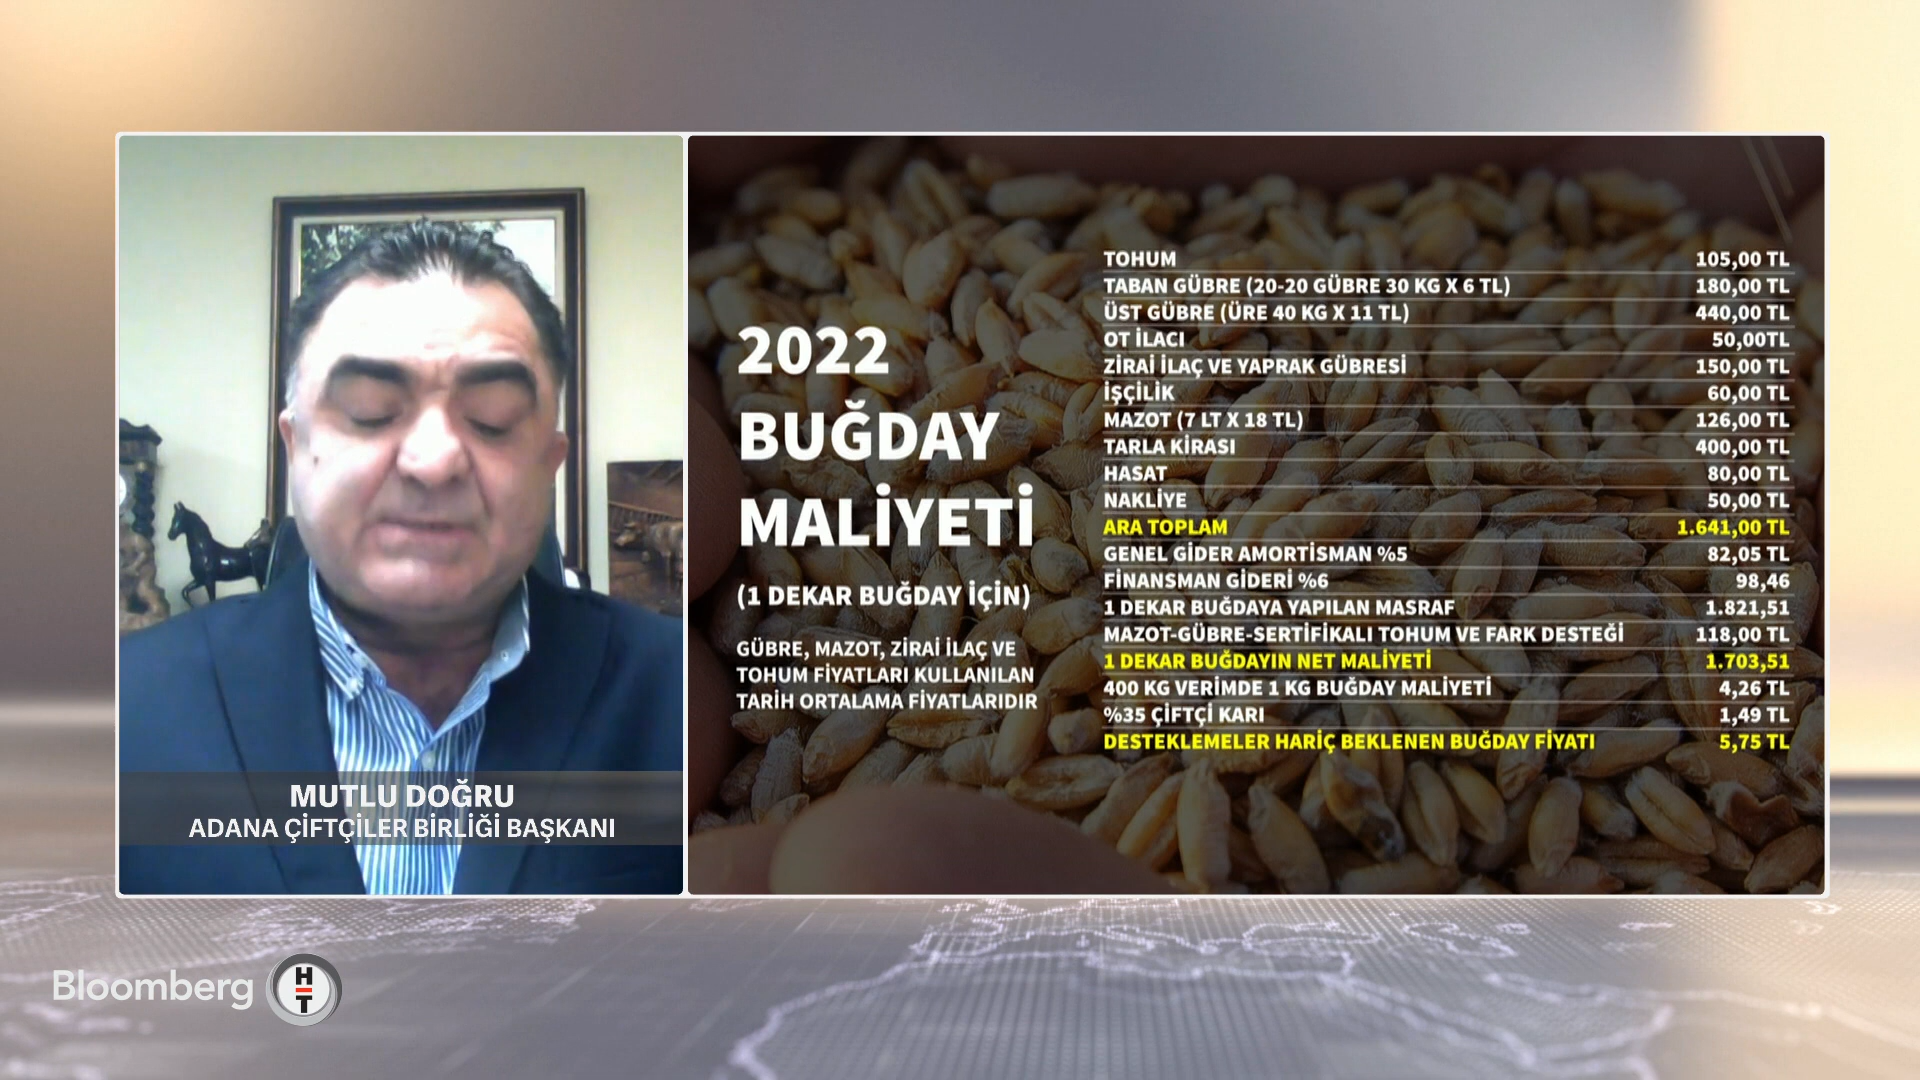 2022
BUĞDAY
MALİYETİ
(1 DEKAR BUĞDAY İÇİN)
GÜBRE, MAZOT, ZİRAİ İLAÇ VE
TOHUM FİYATLARI KULLANILAN
TARİH ORTALAMA FİYATLARIDIR
TOHUM 105,00 TL
TABAN GÜBRE (20-20 GÜBRE 30 KG X 6 TL) 180,00 TL
ÜST GÜBRE (ÜRE 40 KG X 11 TL) 440,00 TL
OT İLACI 50,00TL
ZİRAİ İLAÇ VE YAPRAK GÜBRESİ 150,00 TL
İŞÇİLİK 60,00 TL
MAZOT (7 LT X 18 TL) 126,00 TL
TARLA KİRASI 400,00 TL
HASAT 80,00 TL
NAKLİYE 50,00 TL
ARA TOPLAM 1.641,00 TL
GENEL GİDER AMORTİSMAN %5 82,05 TL
FİNANSMAN GİDERİ %6 98,46
1 DEKAR BUĞDAYA YAPILAN MASRAF 1.821,51
MAZOT-GÜBRE-SERTİFİKALI TOHUM VE FARK DESTEĞİ 118,00 TL
1 DEKAR BUĞDAYIN NET MALİYETİ 1.703,51
400 KG VERİMDE 1 KG BUĞDAY MALİYETİ 4,26 TL
%35 ÇİFTÇİ KARI 1,49 TL
DESTEKLEMELER HARİÇ BEKLENEN BUĞDAY FİYATI 5,75 TL
MUTLU DOĞRU
ADANA ÇİFTÇİLER BİRLİĞİ BAŞKANI
Bloomberg HT